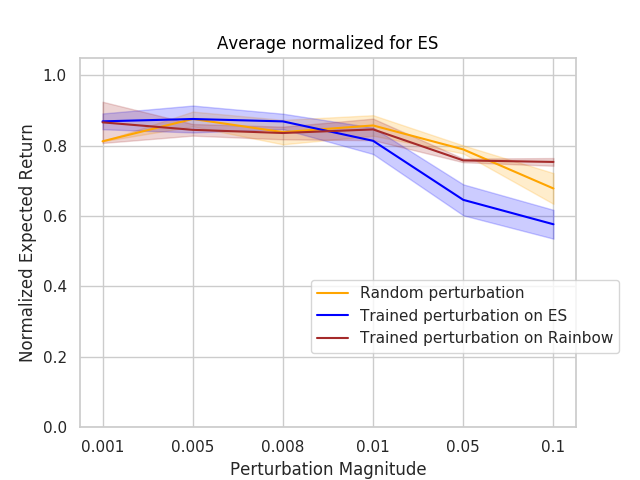 Average normalized for ES
Normalized Expected Return
1.0
0.8
0.6
0.4
0.2
0.0
Random perturbation
Trained perturbation on ES
Trained perturbation on Rainbow
0.001 0.005 0.008 0.01 0.05 0.1
Perturbation Magnitude